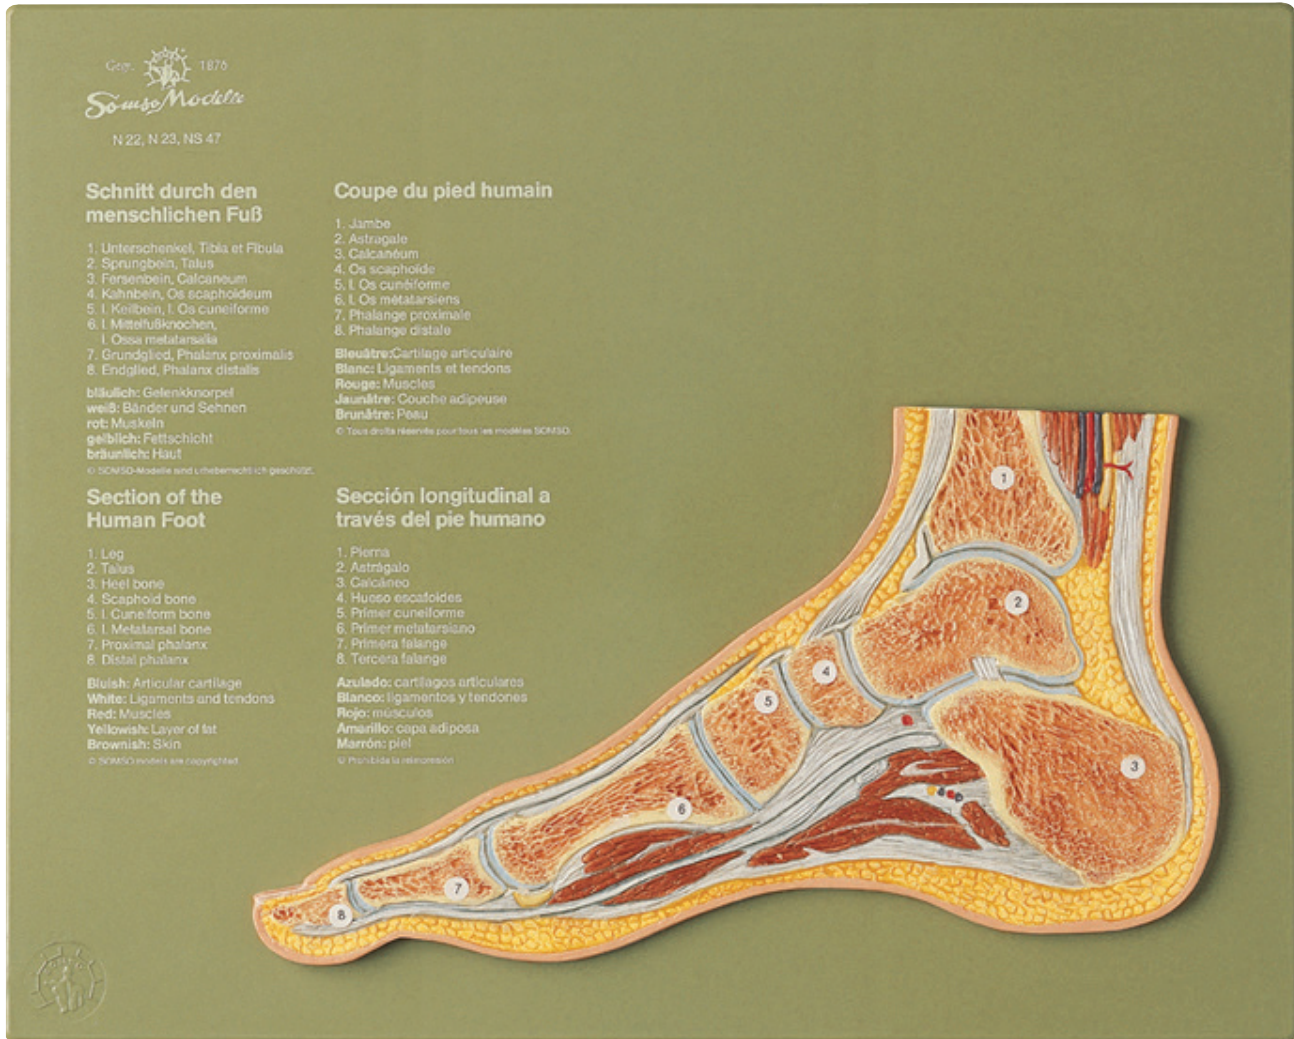 Gegr. 1876
Somso Modelle
N 22, N 23, NS 47
Schnitt durch den
menschlichen Fuß
1. Unterschenkel, Tibia et Fibula
2. Sprungbein, Talus
3. Fersenbein, Calcaneum
4. Kahnbein, Os scaphoideum
5. I. Keilbein, I. Os cuneiforme
6. I. Mittelfußknochen,
I. Ossa metatarsalia
7. Grundglied, Phalanx proximalis
8. Endglied, Phalanx distalis
bläulich: Gelenkknorpel
weiß: Bänder und Sehnen
rot: Muskeln
gelblich: Fettschicht
bräunlich: Haut
© SOMSO-Modelle sind urheberrechtlich geschützt.
Coupe du pied humain
1. Jambe
2. Astragale
3. Calcanéum
4. Os scaphoïde
5. I. Os cunéiforme
6. I. Os métatarsiens
7. Phalange proximale
8. Phalange distale
Bleuâtre:Cartilage articulaire
Blanc: Ligaments et tendons
Rouge: Muscles
Jaunâtre: Couche adipeuse
Brunâtre: Peau
© Tous droits réservés pour tous les modèles SOMSO.
Section of the
Human Foot
1. Leg
2. Talus
3. Heel bone
4. Scaphoid bone
5. I. Cuneiform bone
6. I. Metatarsal bone
7. Proximal phalanx
8. Distal phalanx
Bluish: Articular cartilage
White: Ligaments and tendons
Red: Muscles
Yellowish: Layer of fat
Brownish: Skin
© SOMSO models are copyrighted
Sección longitudinal a
través del pie humano
1. Pierna
2. Astrágalo
3. Calcáneo
4. Hueso escafoides
5. Primer cuneiforme
6. Primer metatarsiano
7. Primera falange
8. Tercera falange
Azulado: cartílagos articulares
Blanco: ligamentos y tendones
Rojo: músculos
Amarillo: capa adiposa
Marrón: piel
© Prohibida la reimpresión
1
2
3
4
5
6
7
8